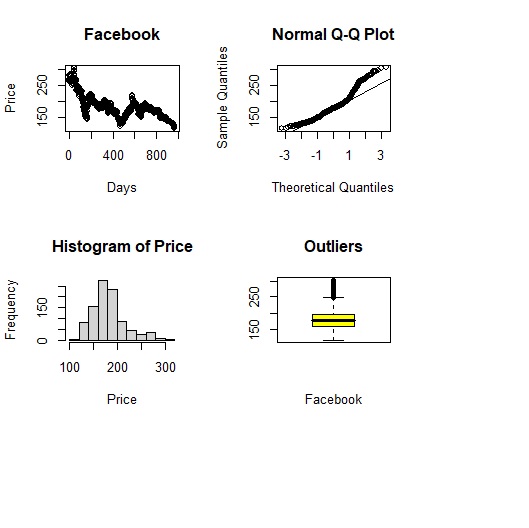 Facebook
Price
250
150
0 400 800
Days
Normal Q-Q Plot
Sample Quantiles
250
150
-3 -1 1 3
Theoretical Quantiles
Histogram of Price
Frequency
150
0
100 200 300
Price
Outliers
250
150
Facebook